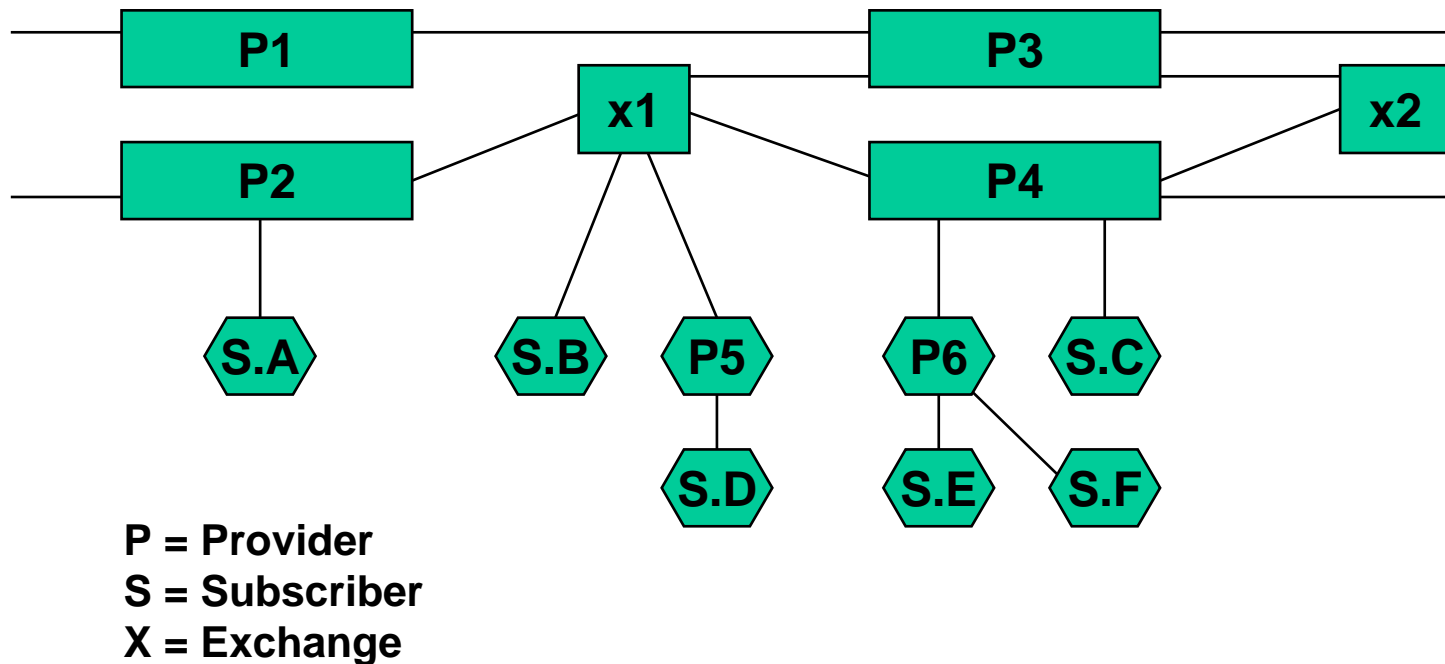 P1
P3
x1
x2
P2
P4
S.A
S.B
P5
P6
S.C
S.D
S.E
S.F
P = Provider
S = Subscriber
X = Exchange